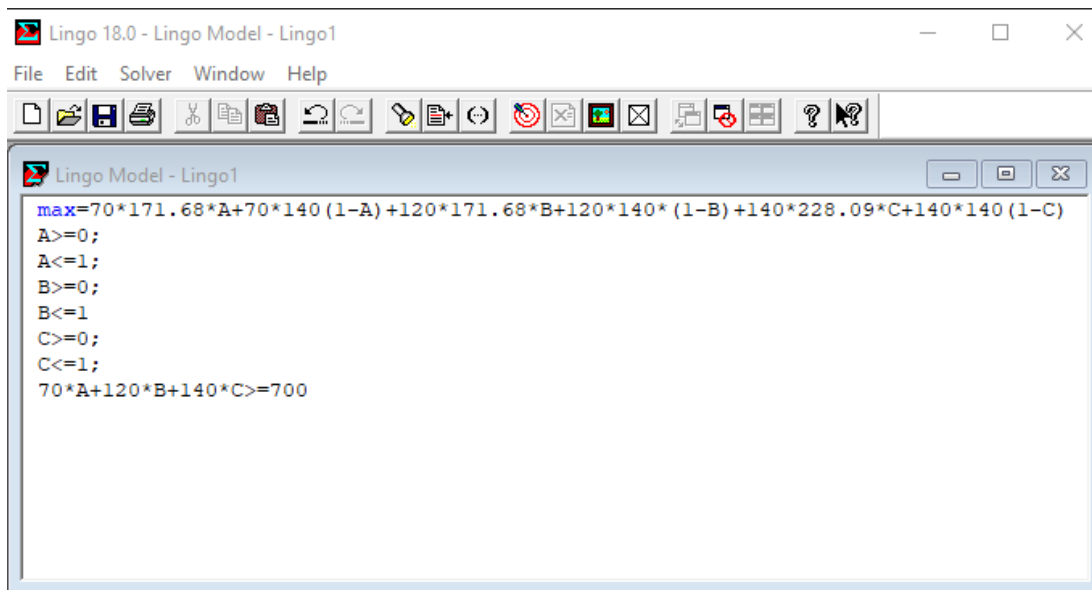 Lingo 18.0 - Lingo Model - Lingo1
File Edit Solver Window Help
Lingo Model - Lingo1
max=70*171.68*A+70*140(1-A)+120*171.68*B+120*140*(1-B)+140*228.09*C+140*140(1-C)
A>=0;
A<=1;
B>=0;
B<=1
C>=0;
C<=1;
70*A+120*B+140*C>=700